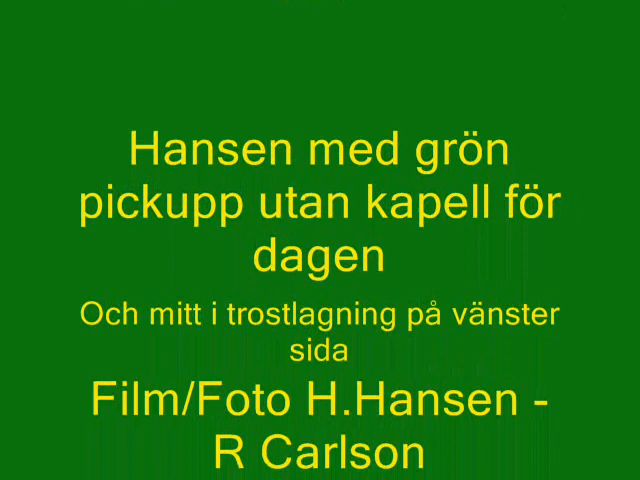 Hansen med grön
pickupp utan kapell för
dagen
Och mitt i trostlagning på vänster
sida
Film/Foto H.Hansen -
R Carlson